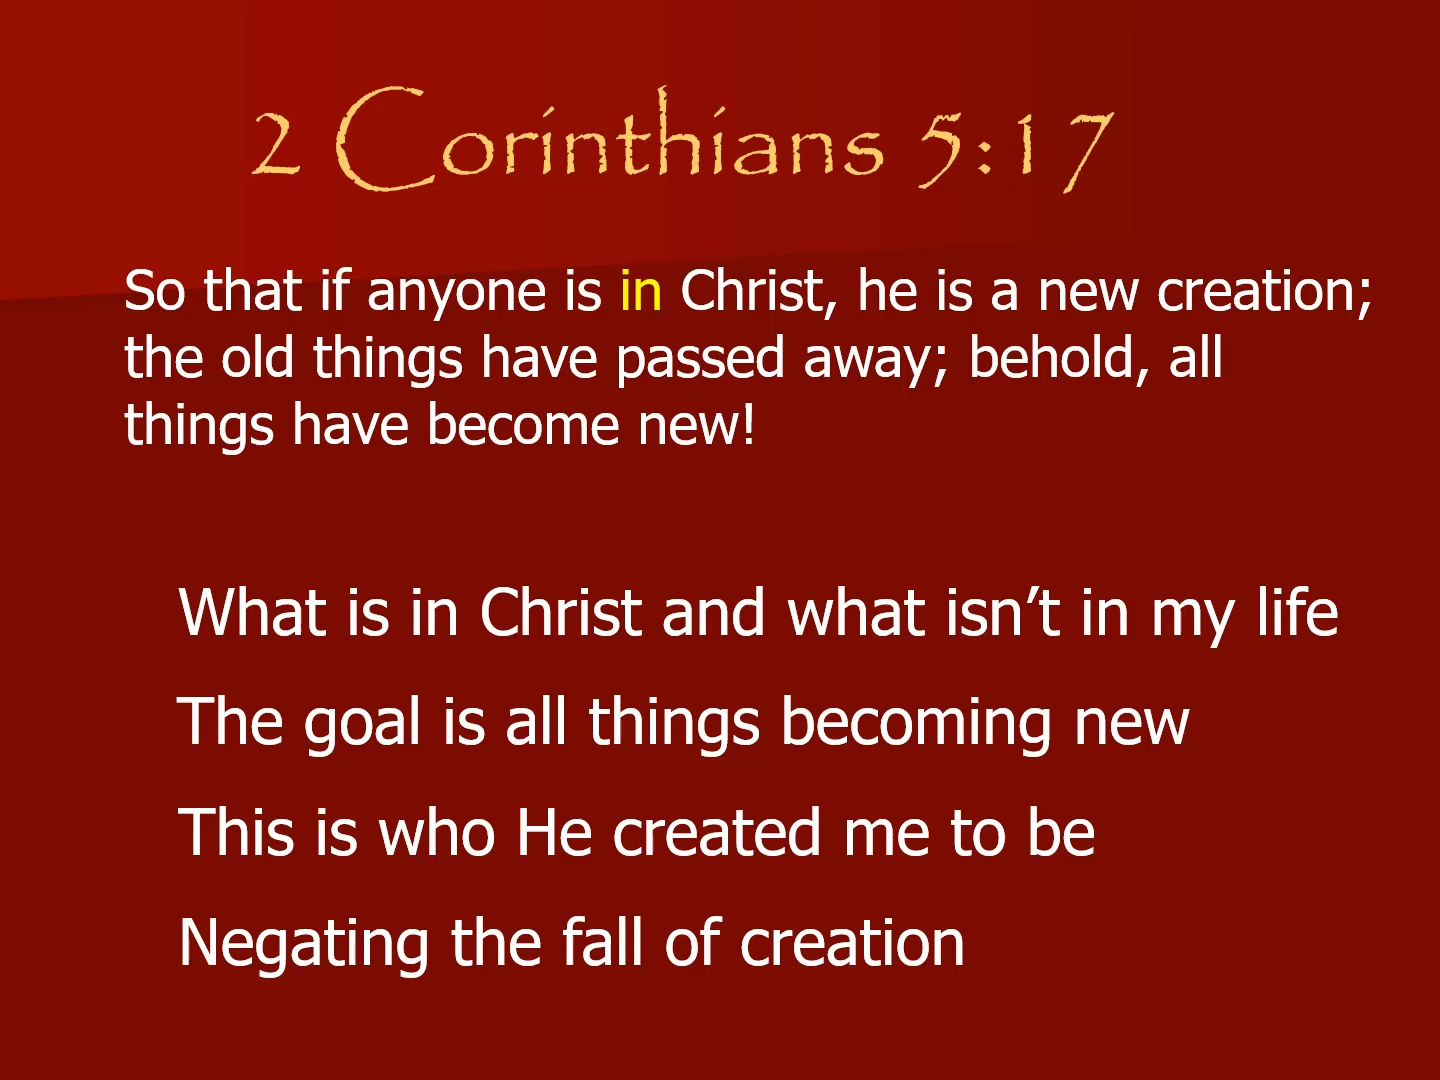 2 Corinthians 5:17
So that if anyone is in Christ, he is a new creation;
the old things have passed away; behold, all
things have become new!
What is in Christ and what isn’t in my life
The goal is all things becoming new
This is who He created me to be
Negating the fall of creation